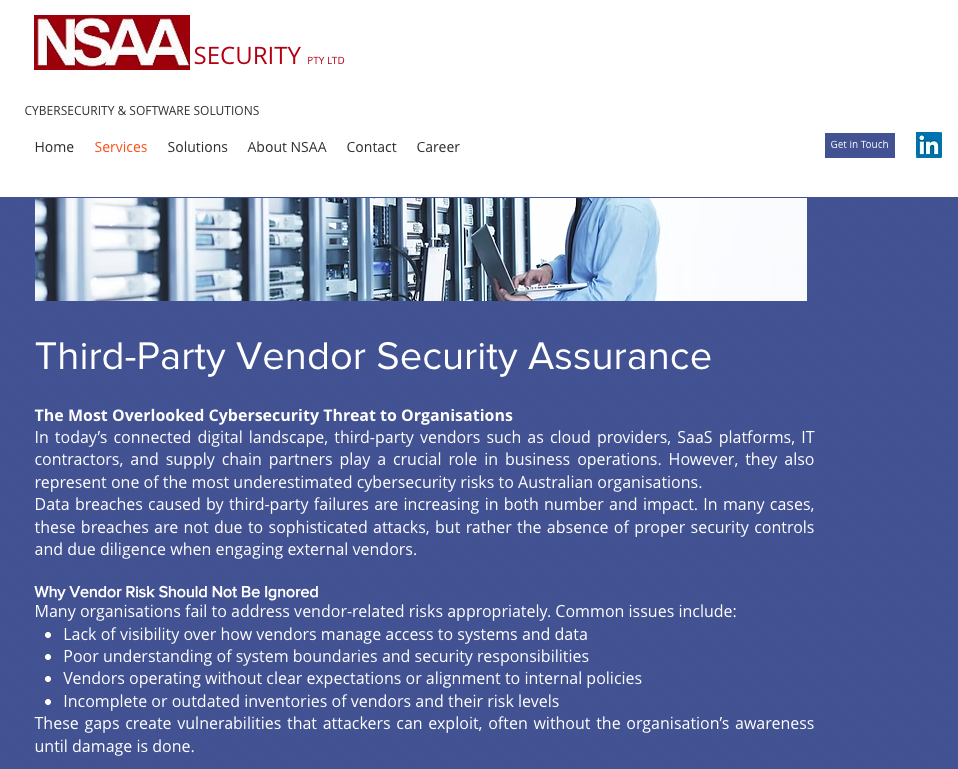 NSAA SECURITY PTY LTD
CYBERSECURITY & SOFTWARE SOLUTIONS
Home Services Solutions About NSAA Contact Career
Get in Touch
in
Third-Party Vendor Security Assurance
The Most Overlooked Cybersecurity Threat to Organisations
In today’s connected digital landscape, third-party vendors such as cloud providers, SaaS platforms, IT
contractors, and supply chain partners play a crucial role in business operations. However, they also
represent one of the most underestimated cybersecurity risks to Australian organisations.
Data breaches caused by third-party failures are increasing in both number and impact. In many cases,
these breaches are not due to sophisticated attacks, but rather the absence of proper security controls
and due diligence when engaging external vendors.
Why Vendor Risk Should Not Be Ignored
Many organisations fail to address vendor-related risks appropriately. Common issues include:
• Lack of visibility over how vendors manage access to systems and data
• Poor understanding of system boundaries and security responsibilities
• Vendors operating without clear expectations or alignment to internal policies
• Incomplete or outdated inventories of vendors and their risk levels
These gaps create vulnerabilities that attackers can exploit, often without the organisation’s awareness
until damage is done.